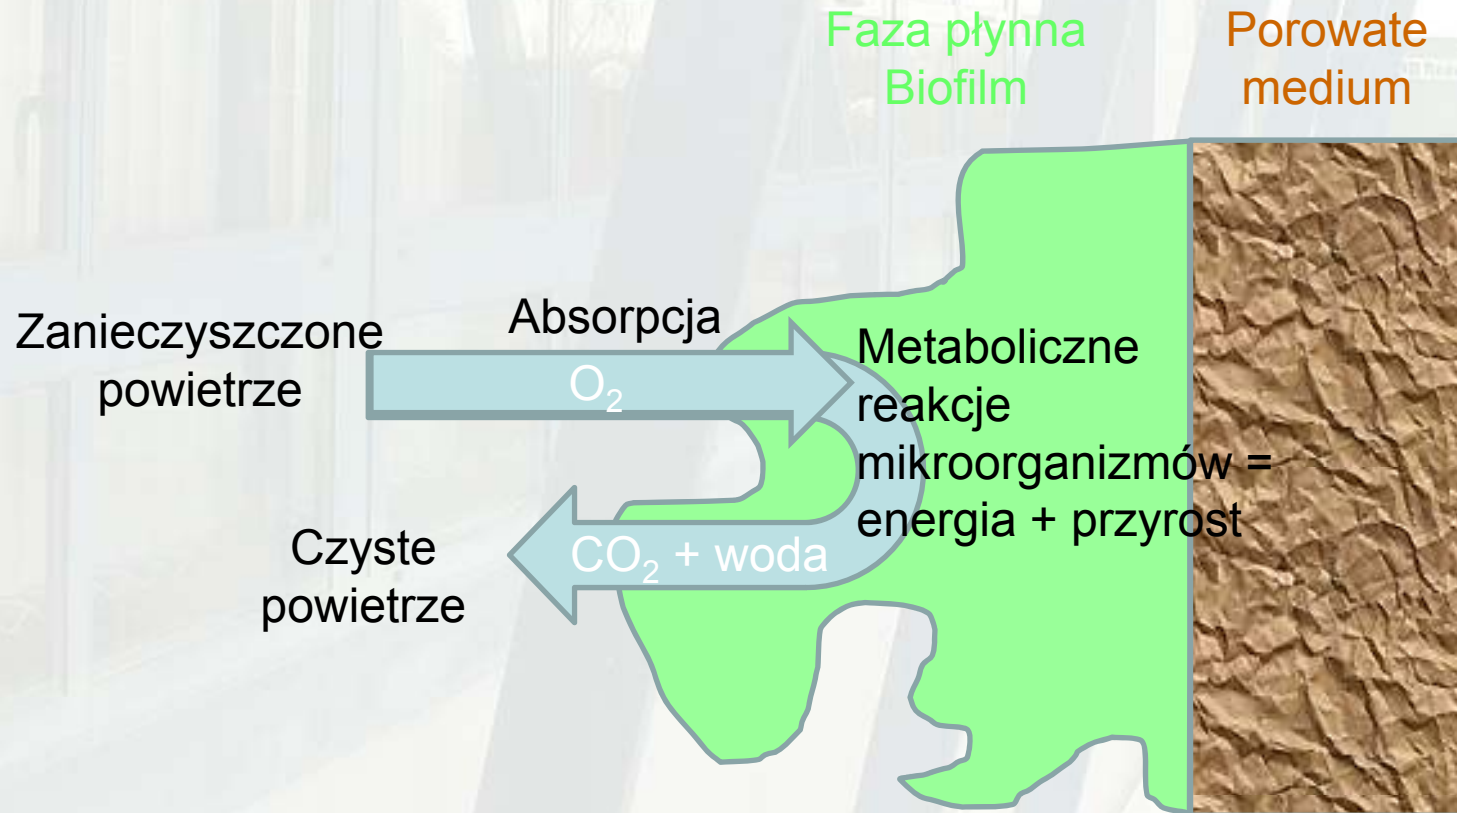 Faza płynna
Biofilm
Porowate
medium
Zanieczyszczone
powietrze
Absorpcja
O₂
Metaboliczne
reakcje
mikroorganizmów =
energia + przyrost
Czyste
powietrze
CO₂ + woda